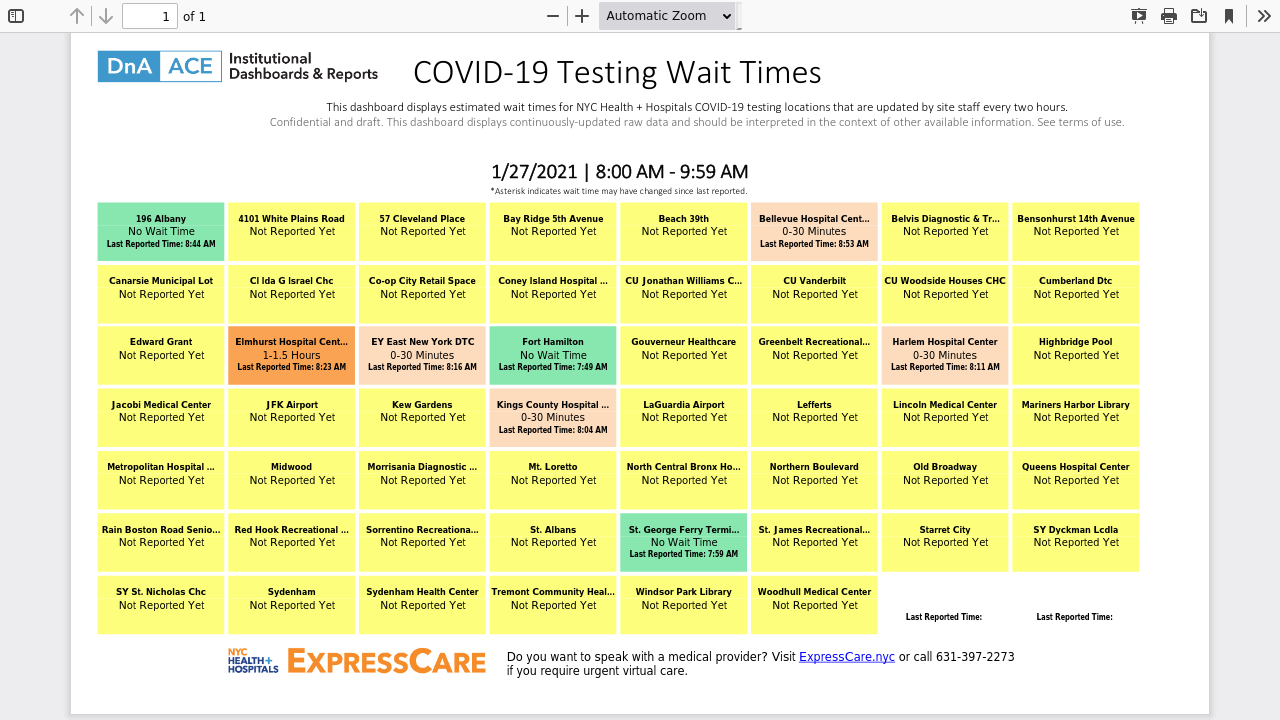 1 of 1
Automatic Zoom
DnA ACE Institutional Dashboards & Reports
COVID-19 Testing Wait Times
This dashboard displays estimated wait times for NYC Health + Hospitals COVID-19 testing locations that are updated by site staff every two hours.
Confidential and draft. This dashboard displays continuously-updated raw data and should be interpreted in the context of other available information. See terms of use.
1/27/2021 | 8:00 AM - 9:59 AM
*Asterisk indicates wait time may have changed since last reported.
196 Albany
No Wait Time
Last Reported Time: 8:44 AM
4101 White Plains Road
Not Reported Yet
57 Cleveland Place
Not Reported Yet
Bay Ridge 5th Avenue
Not Reported Yet
Beach 39th
Not Reported Yet
Bellevue Hospital Cent...
0-30 Minutes
Last Reported Time: 8:53 AM
Belvis Diagnostic & Tr...
Not Reported Yet
Bensonhurst 14th Avenue
Not Reported Yet
Canarsie Municipal Lot
Not Reported Yet
Cl Ida G Israel Chc
Not Reported Yet
Co-op City Retail Space
Not Reported Yet
Coney Island Hospital ...
Not Reported Yet
CU Jonathan Williams C...
Not Reported Yet
CU Vanderbilt
Not Reported Yet
CU Woodside Houses CHC
Not Reported Yet
Cumberland Dtc
Not Reported Yet
Edward Grant
Not Reported Yet
Elmhurst Hospital Cent...
1-1.5 Hours
Last Reported Time: 8:23 AM
EY East New York DTC
0-30 Minutes
Last Reported Time: 8:16 AM
Fort Hamilton
No Wait Time
Last Reported Time: 7:49 AM
Gouverneur Healthcare
Not Reported Yet
Greenbelt Recreational...
Not Reported Yet
Harlem Hospital Center
0-30 Minutes
Last Reported Time: 8:11 AM
Highbridge Pool
Not Reported Yet
Jacobi Medical Center
Not Reported Yet
JFK Airport
Not Reported Yet
Kew Gardens
Not Reported Yet
Kings County Hospital ...
0-30 Minutes
Last Reported Time: 8:04 AM
LaGuardia Airport
Not Reported Yet
Lefferts
Not Reported Yet
Lincoln Medical Center
Not Reported Yet
Mariners Harbor Library
Not Reported Yet
Metropolitan Hospital ...
Not Reported Yet
Midwood
Not Reported Yet
Morrisania Diagnostic ...
Not Reported Yet
Mt. Loretto
Not Reported Yet
North Central Bronx Ho...
Not Reported Yet
Northern Boulevard
Not Reported Yet
Old Broadway
Not Reported Yet
Queens Hospital Center
Not Reported Yet
Rain Boston Road Senio...
Not Reported Yet
Red Hook Recreational ...
Not Reported Yet
Sorrentino Recreationa...
Not Reported Yet
St. Albans
Not Reported Yet
St. George Ferry Termi...
No Wait Time
Last Reported Time: 7:59 AM
St. James Recreational...
Not Reported Yet
Starret City
Not Reported Yet
SY Dyckman Lcdla
Not Reported Yet
SY St. Nicholas Chc
Not Reported Yet
Sydenham
Not Reported Yet
Sydenham Health Center
Not Reported Yet
Tremont Community Heal...
Not Reported Yet
Windsor Park Library
Not Reported Yet
Woodhull Medical Center
Not Reported Yet
Last Reported Time:
Last Reported Time:
NYC
HEALTH+
HOSPITALS
EXPRESSCARE
Do you want to speak with a medical provider? Visit ExpressCare.nyc or call 631-397-2273
if you require urgent virtual care.